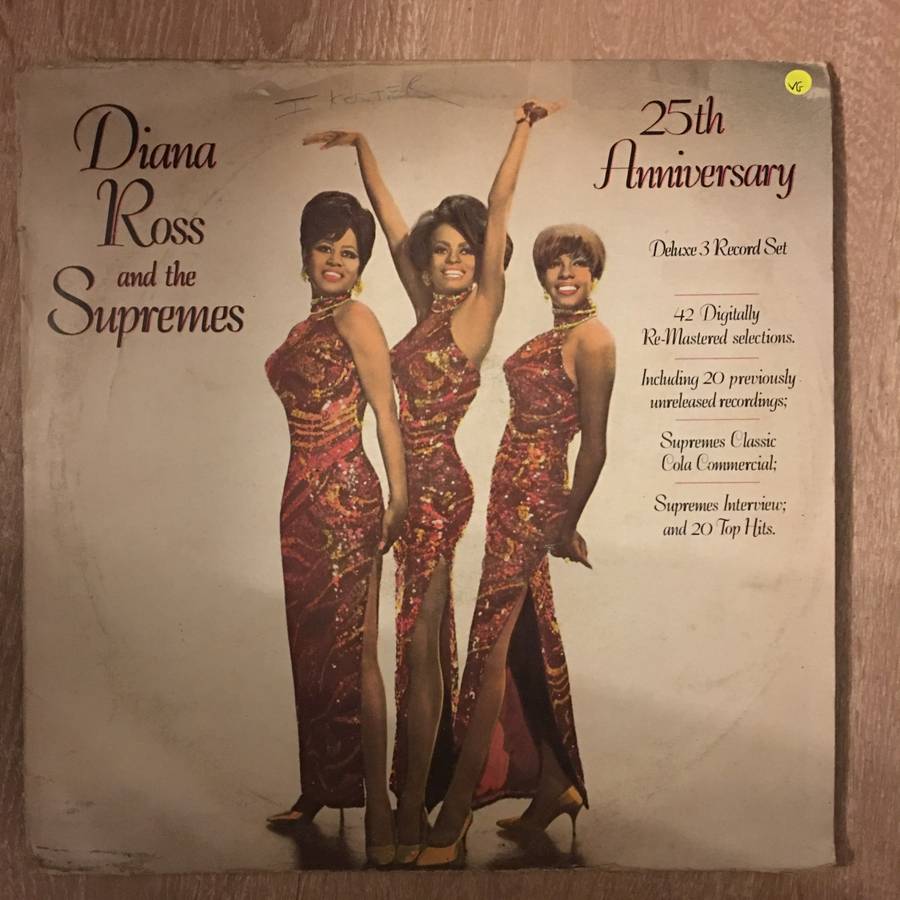 Diana
Ross
and the
Supremes
VG
25th
Anniversary
Deluxe 3 Record Set
42 Digitally
Re-Mastered selections.
Including 20 previously
unreleased recordings;
Supremes Classic
Cola Commercial;
Supremes Interview;
and 20 Top Hits.